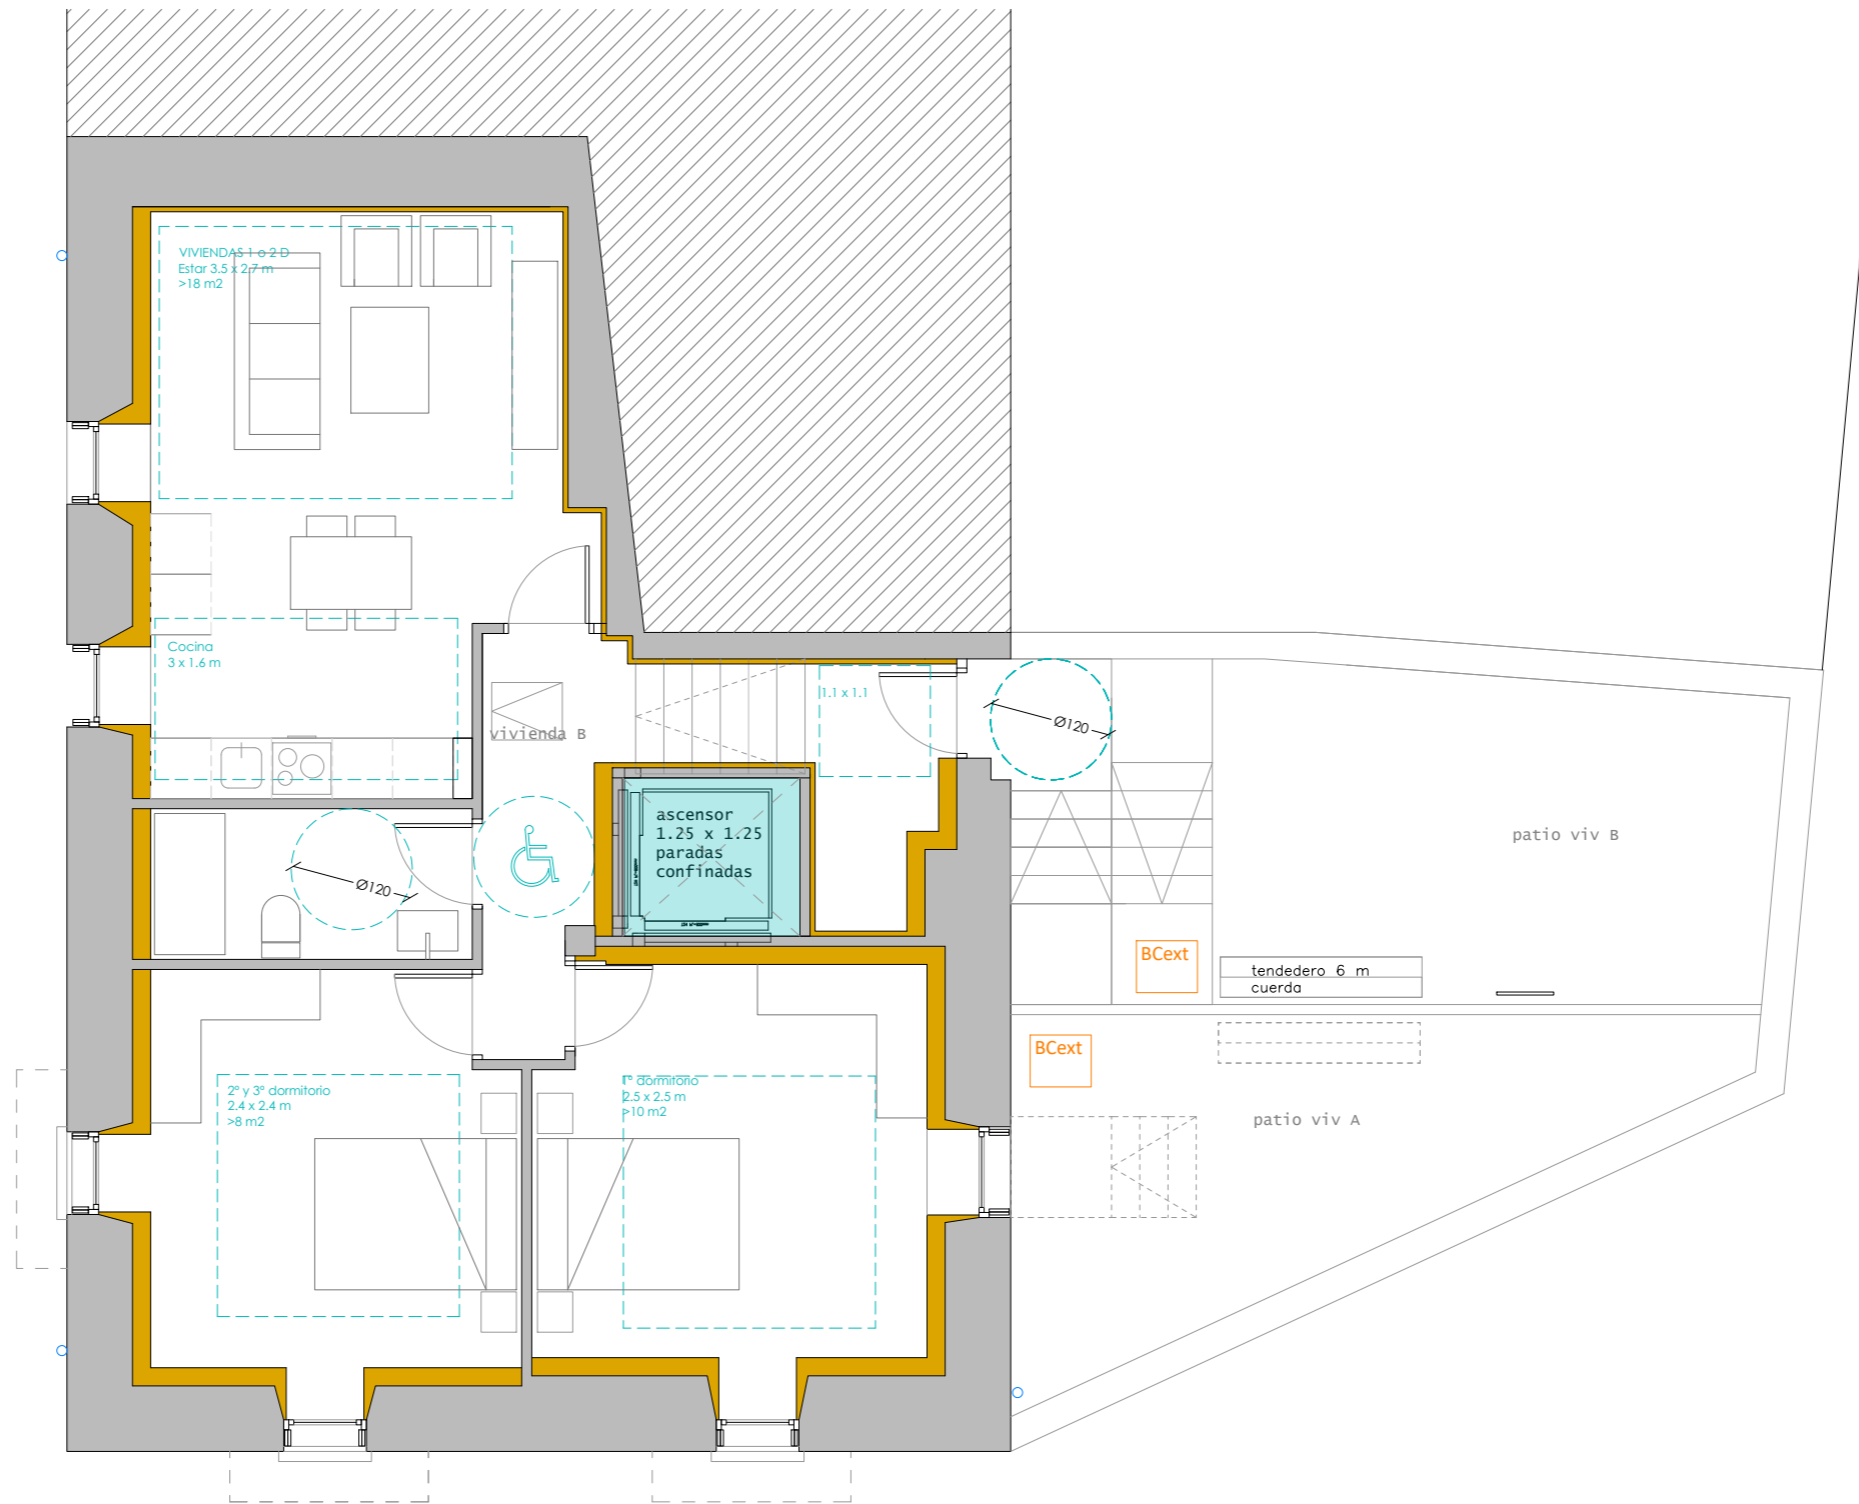 VIVIENDAS 1 o 2 D
Estar 3.5 x 2.7 m
>18 m2
Cocina
3 x 1.6 m
1.1 x 1.1
Ø120
vivienda B
ascensor
1.25 x 1.25
paradas
confinadas
patio viv B
Ø120
BCext
tendedero 6 m
cuerda
BCext
2º y 3º dormitorio
2.4 x 2.4 m
>8 m2
1º dormitorio
2.5 x 2.5 m
>10 m2
patio viv A